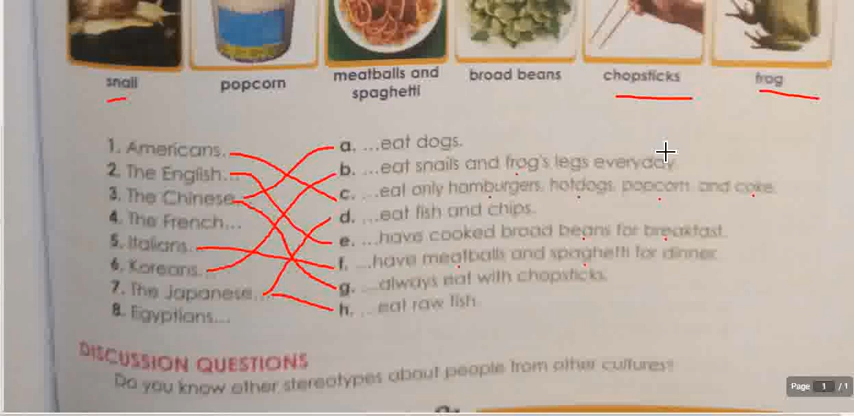 snail
popcorn
meatballs and
spaghetti
broad beans
chopsticks
frog
1. Americans.
2. The English...
3. The Chinese
4. The French...
5. Italians.
6. Koreans...
7. The Japanese...
8. Egyptians....
a. ...eat dogs.
b. ...eat snails and frog's legs everyday.
c. ...eat only hamburgers, hotdogs, popcorn and coke.
d. ...eat fish and chips.
e. ...have cooked broad beans for breakfast.
f. ...have meatballs and spaghetti for dinner.
g. ...always eat with chopsticks.
h. ...eat raw fish.
DISCUSSION QUESTIONS
Do you know other stereotypes about people from other cultures?
Page 1 / 1